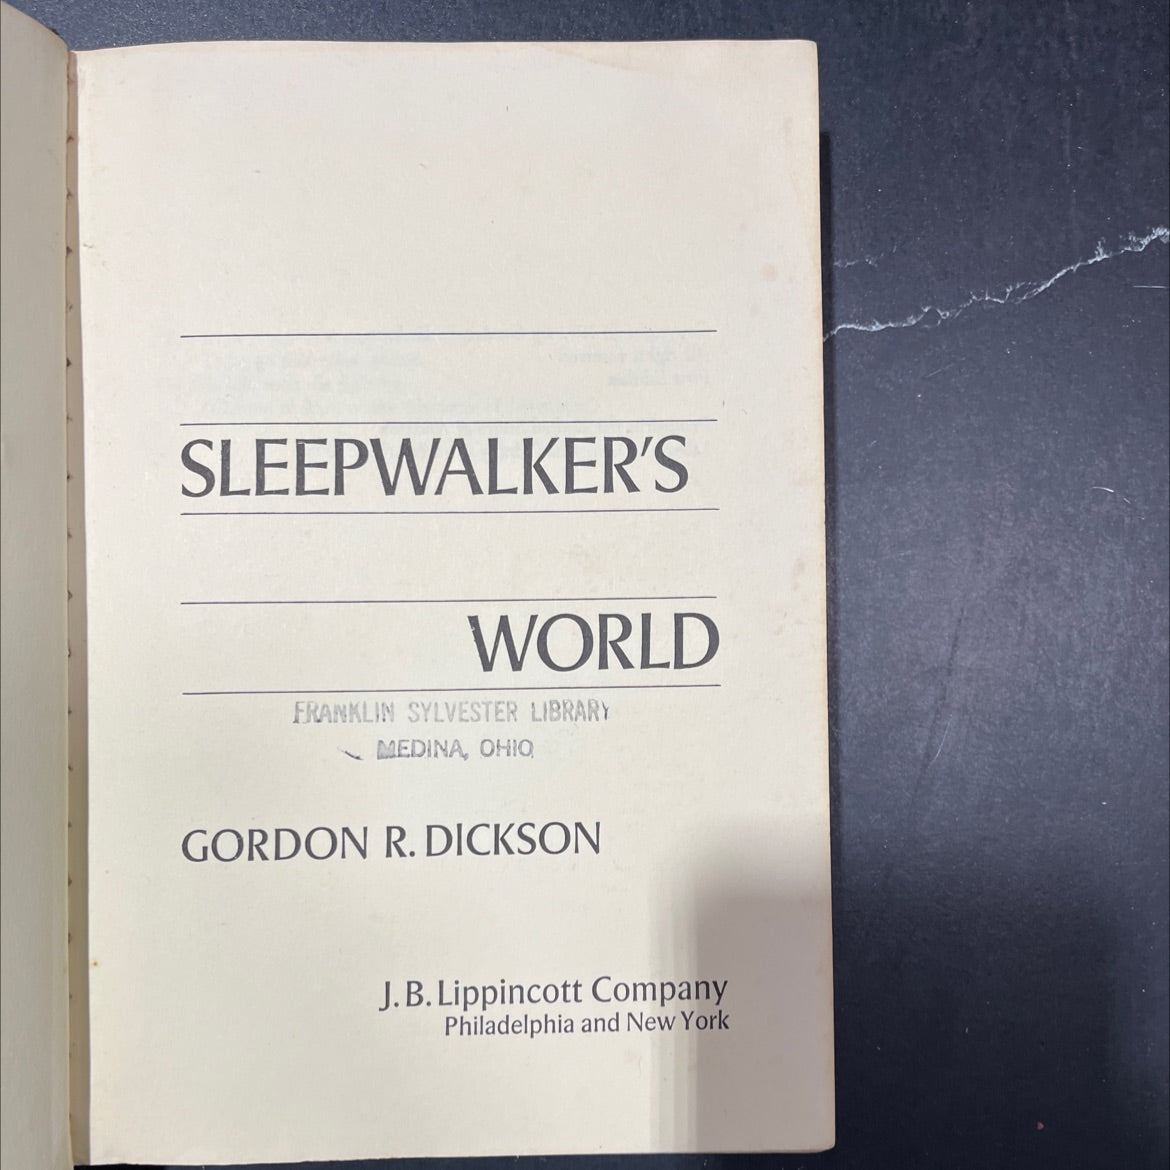 SLEEPWALKER'S
WORLD
FRANKLIN SYLVESTER LIBRARY
MEDINA, OHIO
GORDON R. DICKSON
J. B. Lippincott Company
Philadelphia and New York